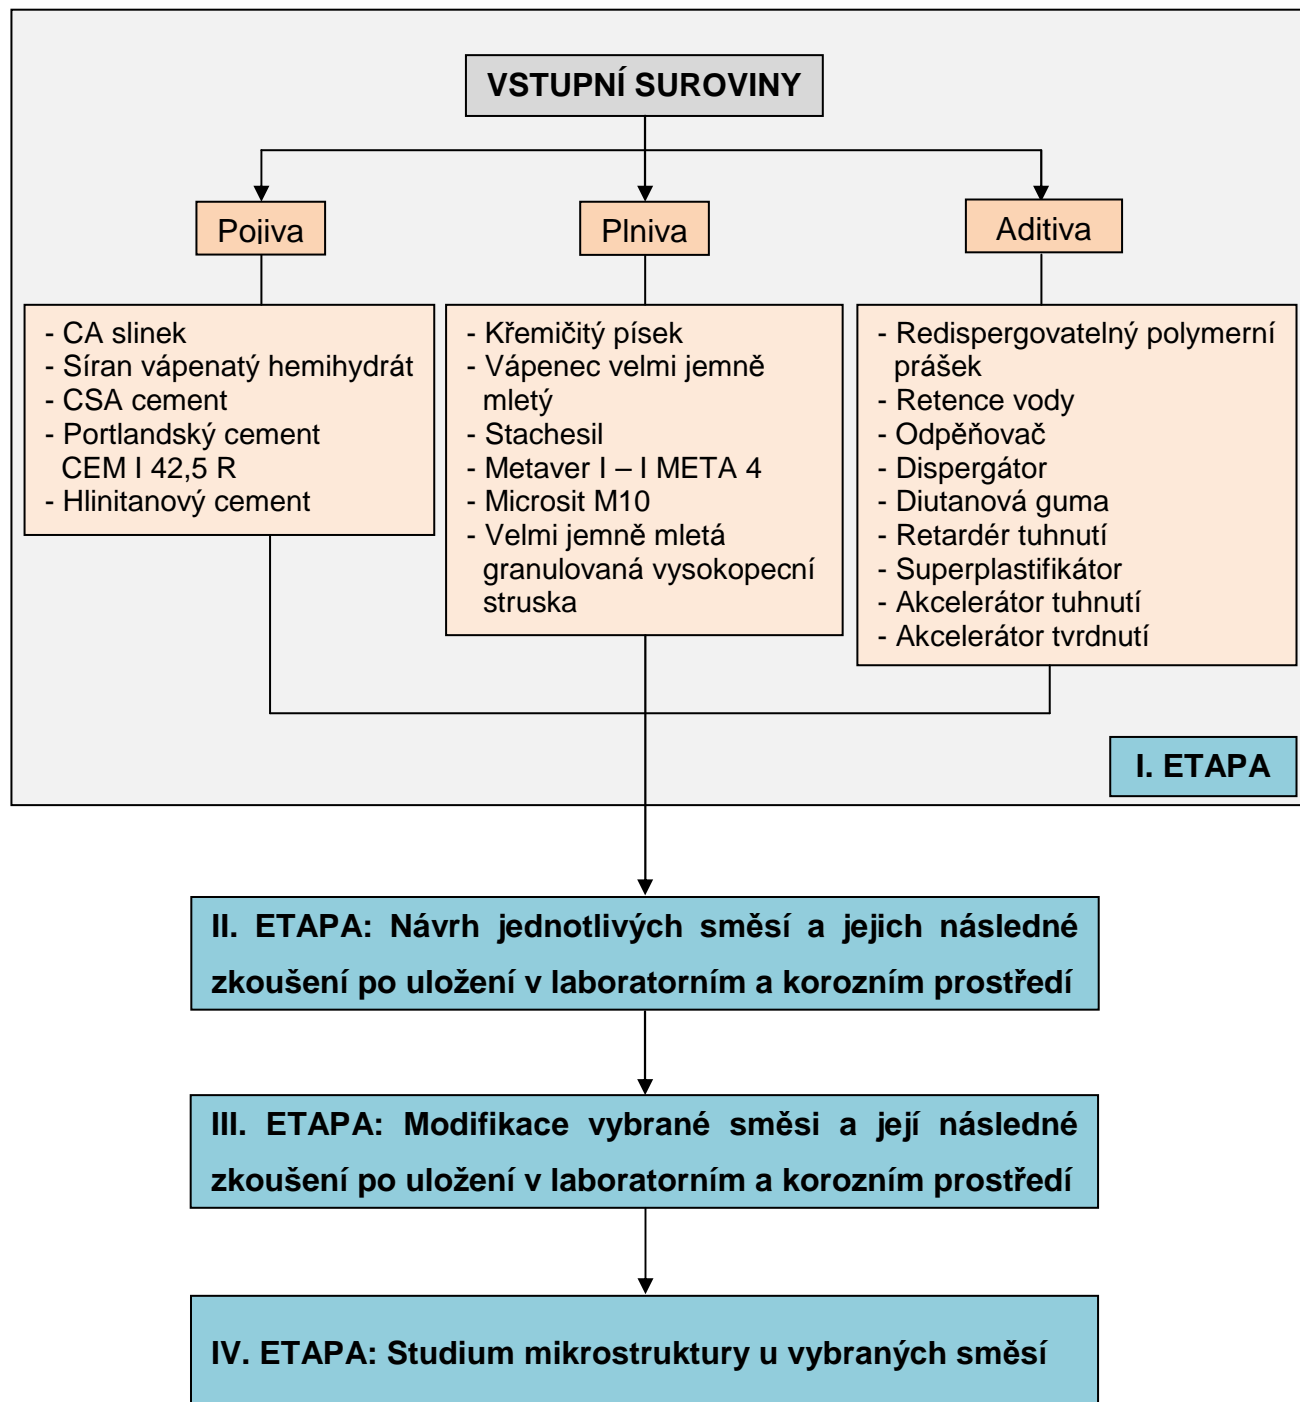 VSTUPNÍ SUROVINY
Pojiva
Plniva
Aditiva
- CA slinek
- Síran vápenatý hemihydrát
- CSA cement
- Portlandský cement
CEM I 42,5 R
- Hlinitanový cement
- Křemičitý písek
- Vápenec velmi jemně
mletý
- Stachesil
- Metaver I – I META 4
- Microsit M10
- Velmi jemně mletá
granulovaná vysokopecní
struska
- Redispergovatelný polymerní
prášek
- Retence vody
- Odpěňovač
- Dispergátor
- Diutanová guma
- Retardér tuhnutí
- Superplastifikátor
- Akcelerátor tuhnutí
- Akcelerátor tvrdnutí
I. ETAPA
II. ETAPA: Návrh jednotlivých směsí a jejich následné
zkoušení po uložení v laboratorním a korozním prostředí
III. ETAPA: Modifikace vybrané směsi a její následné
zkoušení po uložení v laboratorním a korozním prostředí
IV. ETAPA: Studium mikrostruktury u vybraných směsí